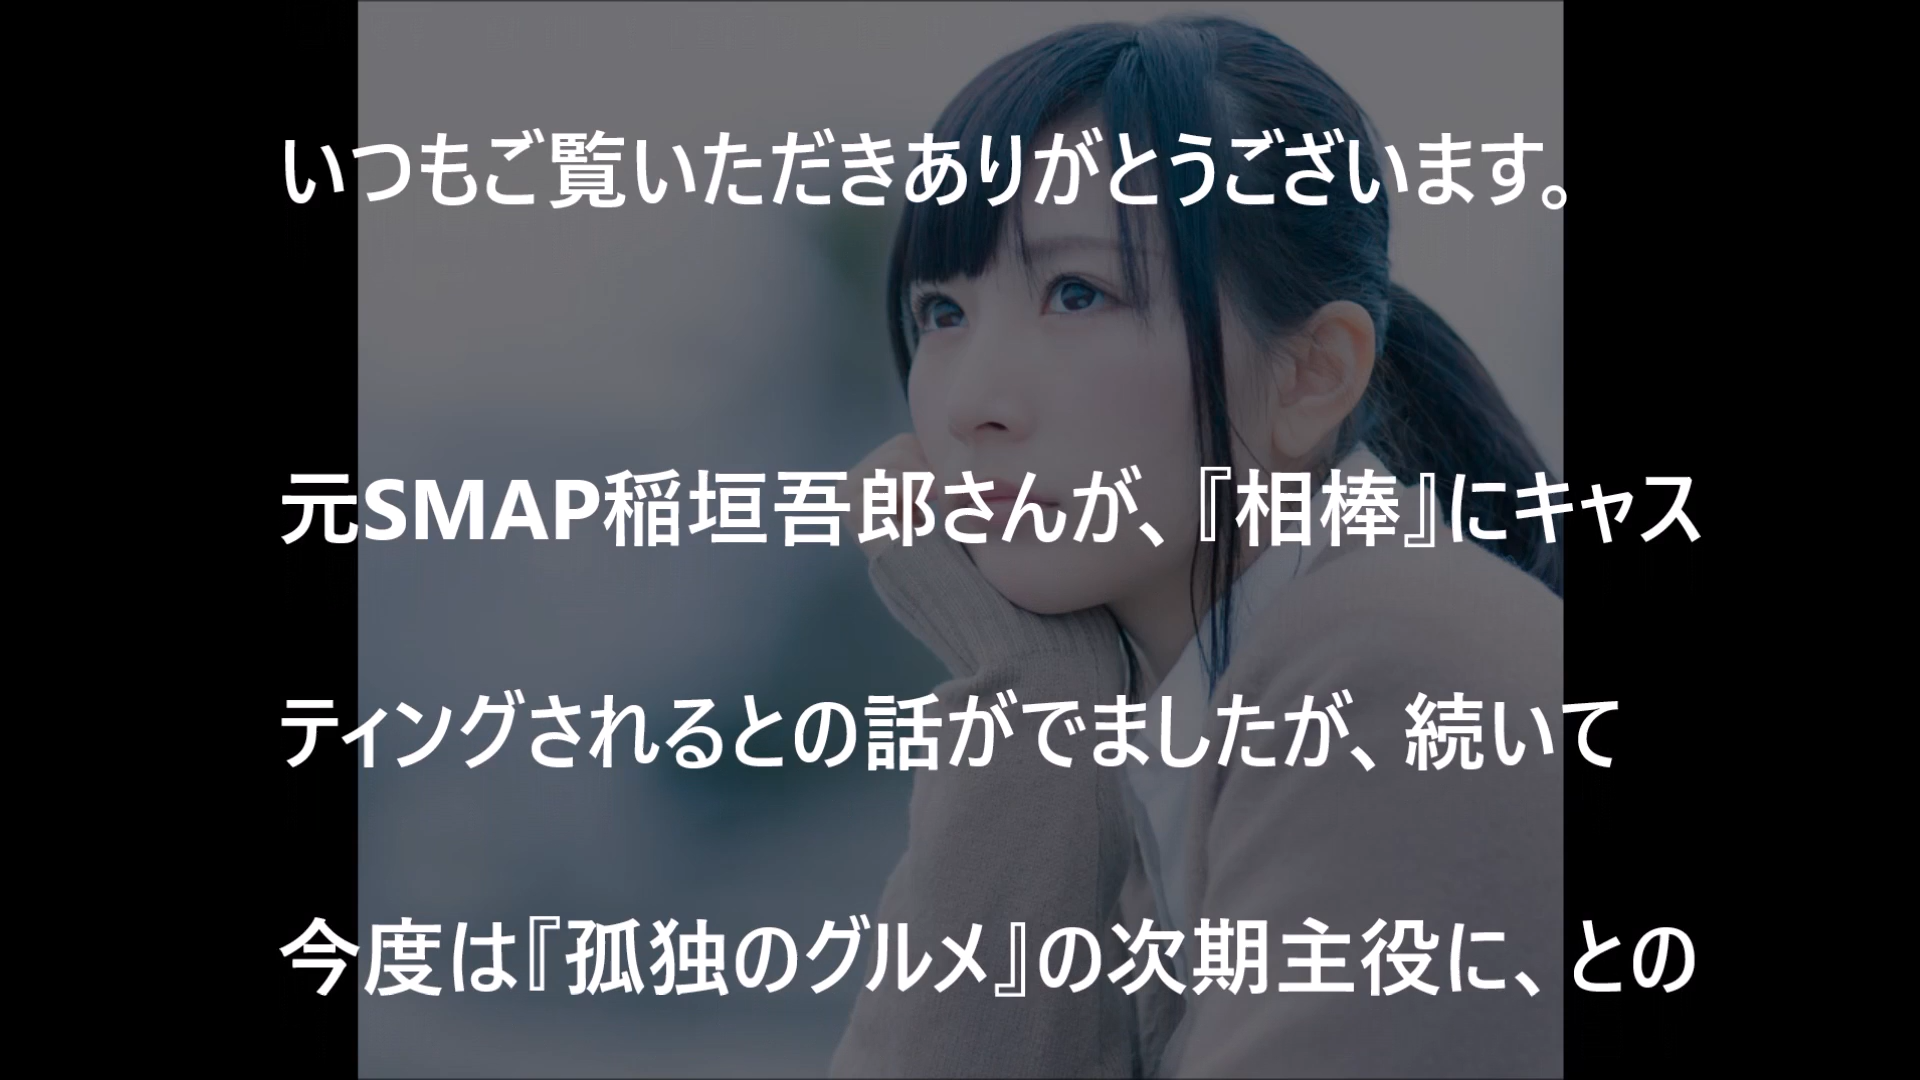 いつもご覧いただきありがとうございます。
元SMAP稲垣吾郎さんが、『相棒』にキャス
ティングされるとの話がでましたが、続いて
今度は『孤独のグルメ』の次期主役に、との